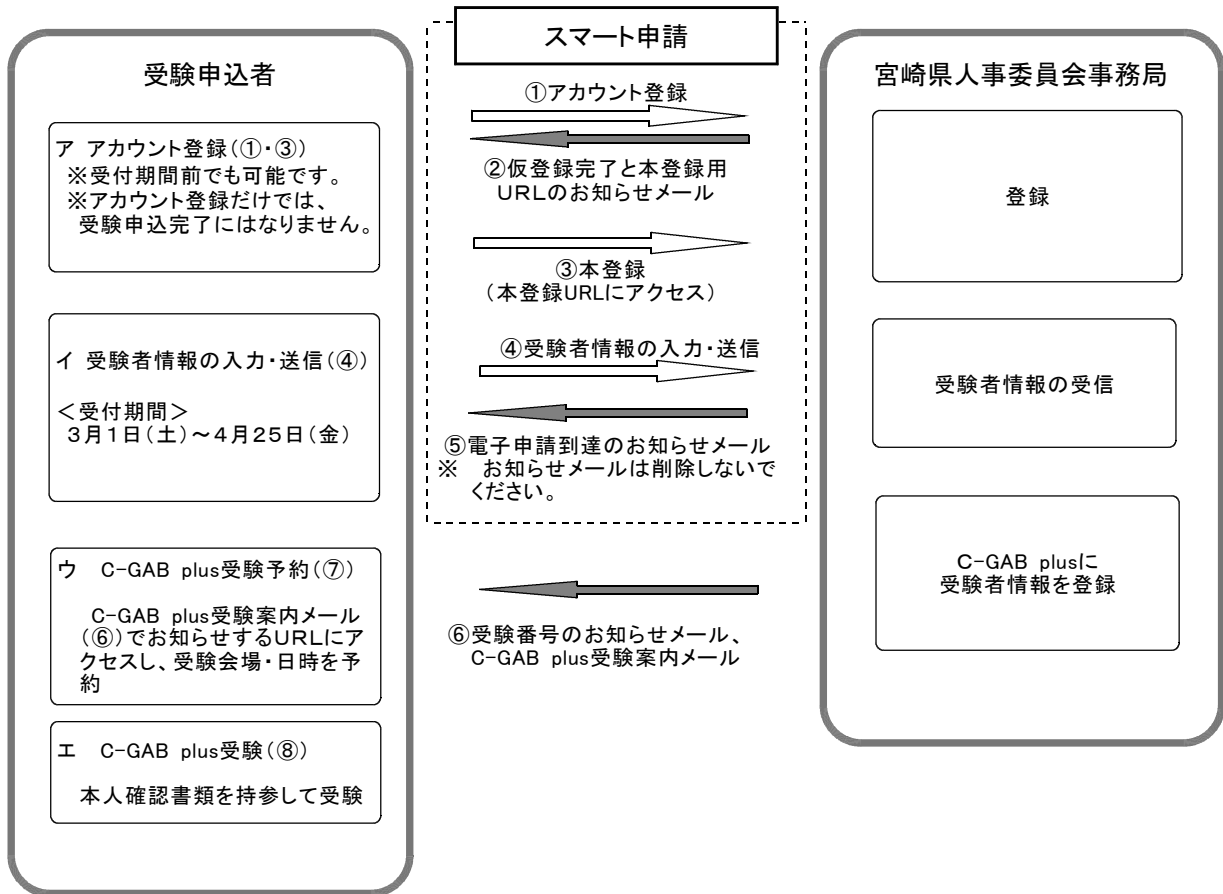 受験申込者
ア アカウント登録(①・③)
※受付期間前でも可能です。
※アカウント登録だけでは、
受験申込完了にはなりません。
イ 受験者情報の入力・送信(④)
＜受付期間＞
3月1日(土)～4月25日(金)
ウ C-GAB plus受験予約(⑦)
C-GAB plus受験案内メール
(⑥)でお知らせするURLにア
クセスし、受験会場・日時を予
約
エ C-GAB plus受験(⑧)
本人確認書類を持参して受験
スマート申請
①アカウント登録
②仮登録完了と本登録用
URLのお知らせメール
③本登録
(本登録URLにアクセス)
④受験者情報の入力・送信
⑤電子申請到達のお知らせメール
※ お知らせメールは削除しないで
ください。
⑥受験番号のお知らせメール、
C-GAB plus受験案内メール
宮崎県人事委員会事務局
登録
受験者情報の受信
C-GAB plusに
受験者情報を登録